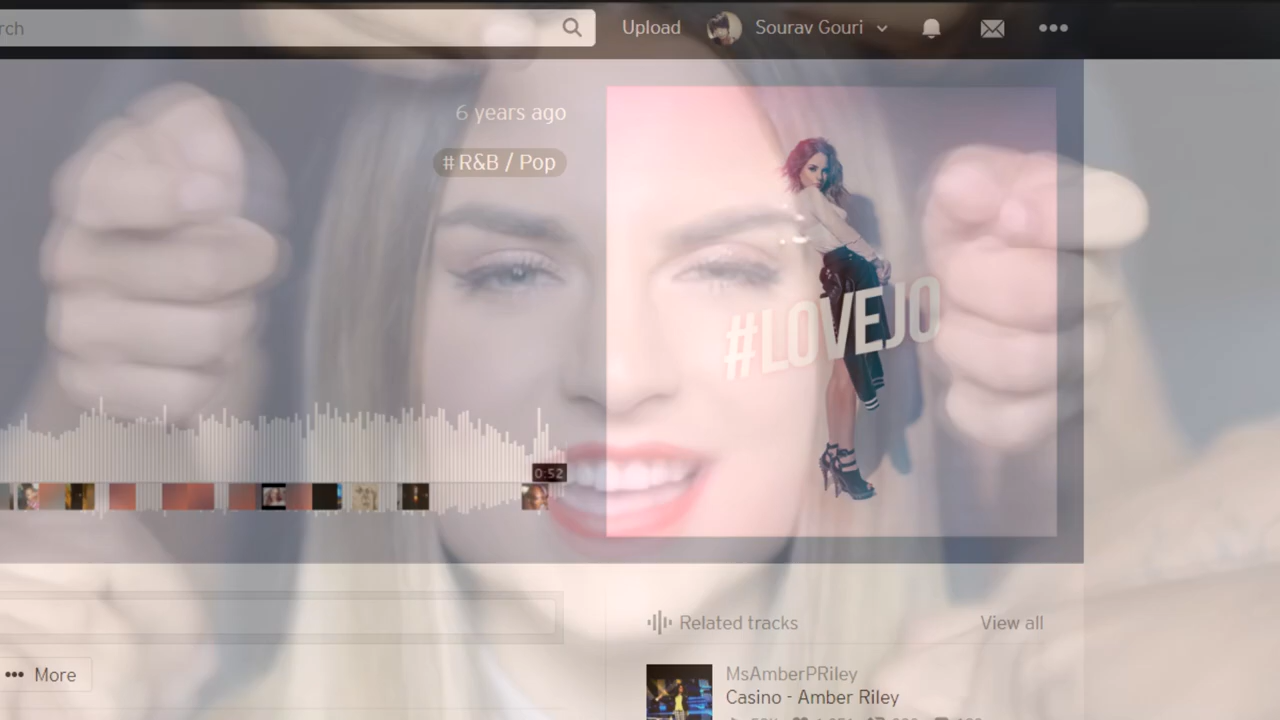 rch
Upload
Sourav Gouri
6 years ago
# R&B / Pop
#LOVEJO
0:52
Related tracks
View all
More
MsAmberPRiley
Casino - Amber Riley